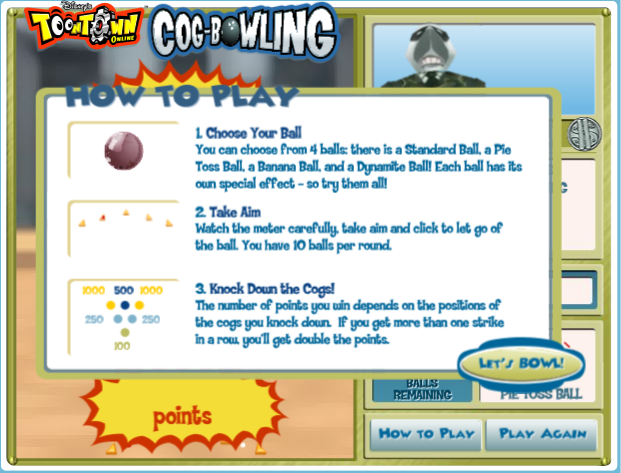 Disney's
TOONTOWN
ONLINE
COG-BOWLING
HOW TO PLAY
1. Choose Your Ball
You can choose from 4 balls: there is a Standard Ball, a Pie
Toss Ball, a Banana Ball, and a Dynamite Ball! Each ball has its
own special effect - so try them all!
2. Take Aim
Watch the meter carefully, take aim and click to let go of
the ball. You have 10 balls per round.
1000 500 1000
250 250
100
3. Knock Down the Cogs!
The number of points you win depends on the positions of
the cogs you knock down. If you get more than one strike
in a row, you'll get double the points.
LET'S BOWL!
points
BALLS
REMAINING
PIE TOSS BALL
HOW TO PLAY
PLAY AGAIN